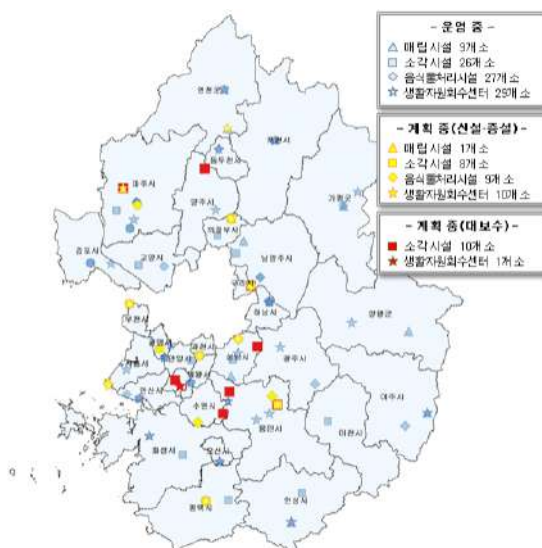 - 운영 중 -
매립시설 9개소
소각시설 26개소
음식물처리시설 27개소
생활자원회수센터 29개소
- 계획 중(신설·증설) -
매립시설 1개소
소각시설 8개소
음식물처리시설 9개소
생활자원회수센터 10개소
- 계획 중(대보수) -
소각시설 10개소
생활자원회수센터 1개소
연천군
포천시
동두천시
파주시
양주시
가평군
의정부시
김포시
고양시
남양주시
구리시
하남시
부천시
양평군
광명시
과천시
시흥시
안양시
성남시
광주시
의왕시
안산시
수원시
여주시
용인시
이천시
화성시
오산시
평택시
안성시